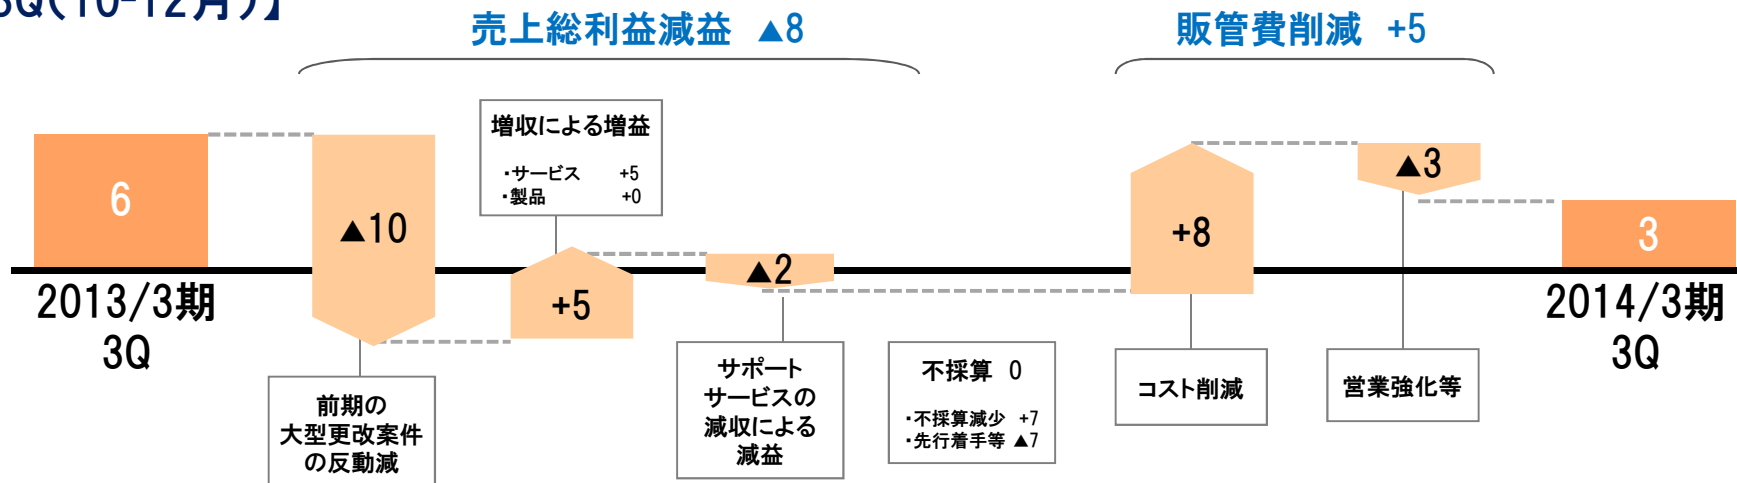 3Q(10-12月)】
売上総利益減益 ▲8
販管費削減 +5
増収による増益
・サービス +5
・製品 +0
6
▲10
+5
▲2
+8
▲3
3
2013/3期
3Q
2014/3期
3Q
前期の
大型更改案件
の反動減
サポート
サービスの
減収による
減益
不採算 0
・不採算減少 +7
・先行着手等 ▲7
コスト削減
営業強化等